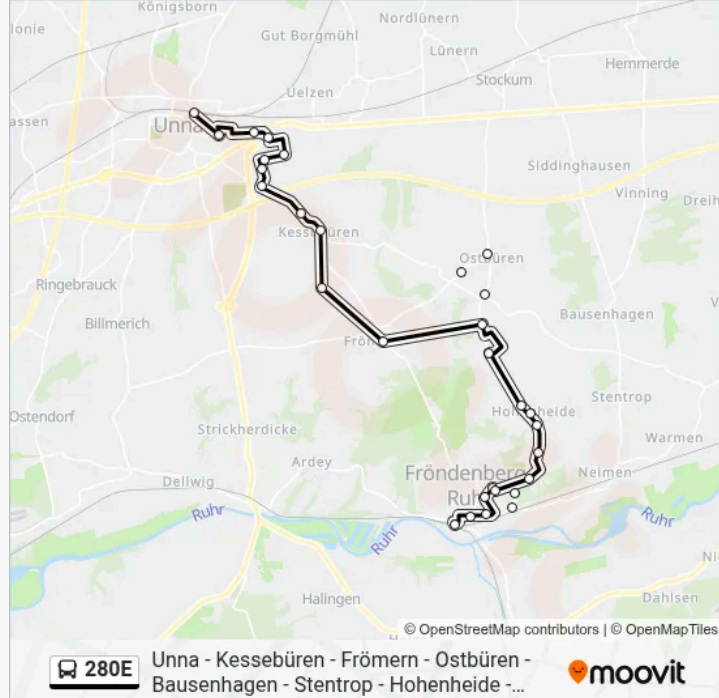 Königsborn
Nordlünern
lonie
Gut Borgmühl
Lünern
Hemmerde
Stockum
Uelzen
assen
Unna
Siddinghausen
Vinning
Dreih
Kessebüren
Ostbüren
Ringebrauck
Bausenhagen
Billmerich
Fröm
Stentrop
Hohenheide
Ostendorf
Strickherdicke
Warmen
Ardey
Fröndenberg
Neimen
Dellwig
Ruhr
Ruhr
Ruhr
Ruhr
Halingen
Dahlsen
© OpenStreetMap contributors | © OpenMapTiles
280E
Unna - Kessebüren - Frömern - Ostbüren -
Bausenhagen - Stentrop - Hohenheide -...
moovit